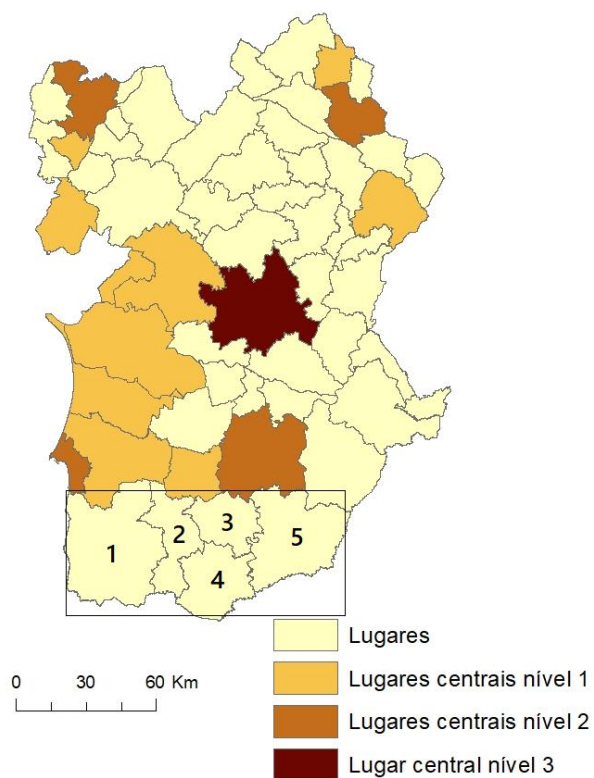 1
2
3
4
5
Lugares
Lugares centrais nível 1
Lugares centrais nível 2
Lugar central nível 3
0 30 60 Km